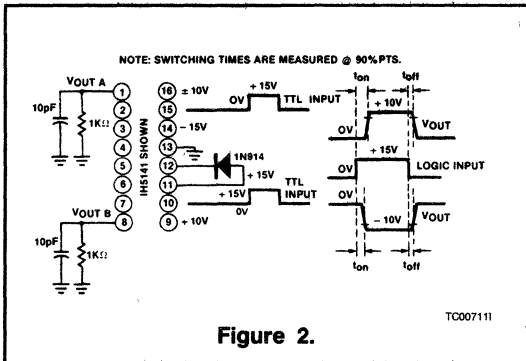 NOTE: SWITCHING TIMES ARE MEASURED @ 90% PTS.
VOUT A
10pF
1KΩ
1
2
3
4
5
6
7
8
IH5141 SHOWN
16
15
14
13
12
11
10
9
± 10V
+ 15V
0V
TTL INPUT
- 15V
1N914
+ 15V
+ 15V
TTL
INPUT
0V
+ 10V
VOUT B
10pF
1KΩ
ton
toff
+ 10V
0V
VOUT
+ 15V
LOGIC INPUT
0V
0V
- 10V
VOUT
ton
toff
TC00711I
Figure 2.